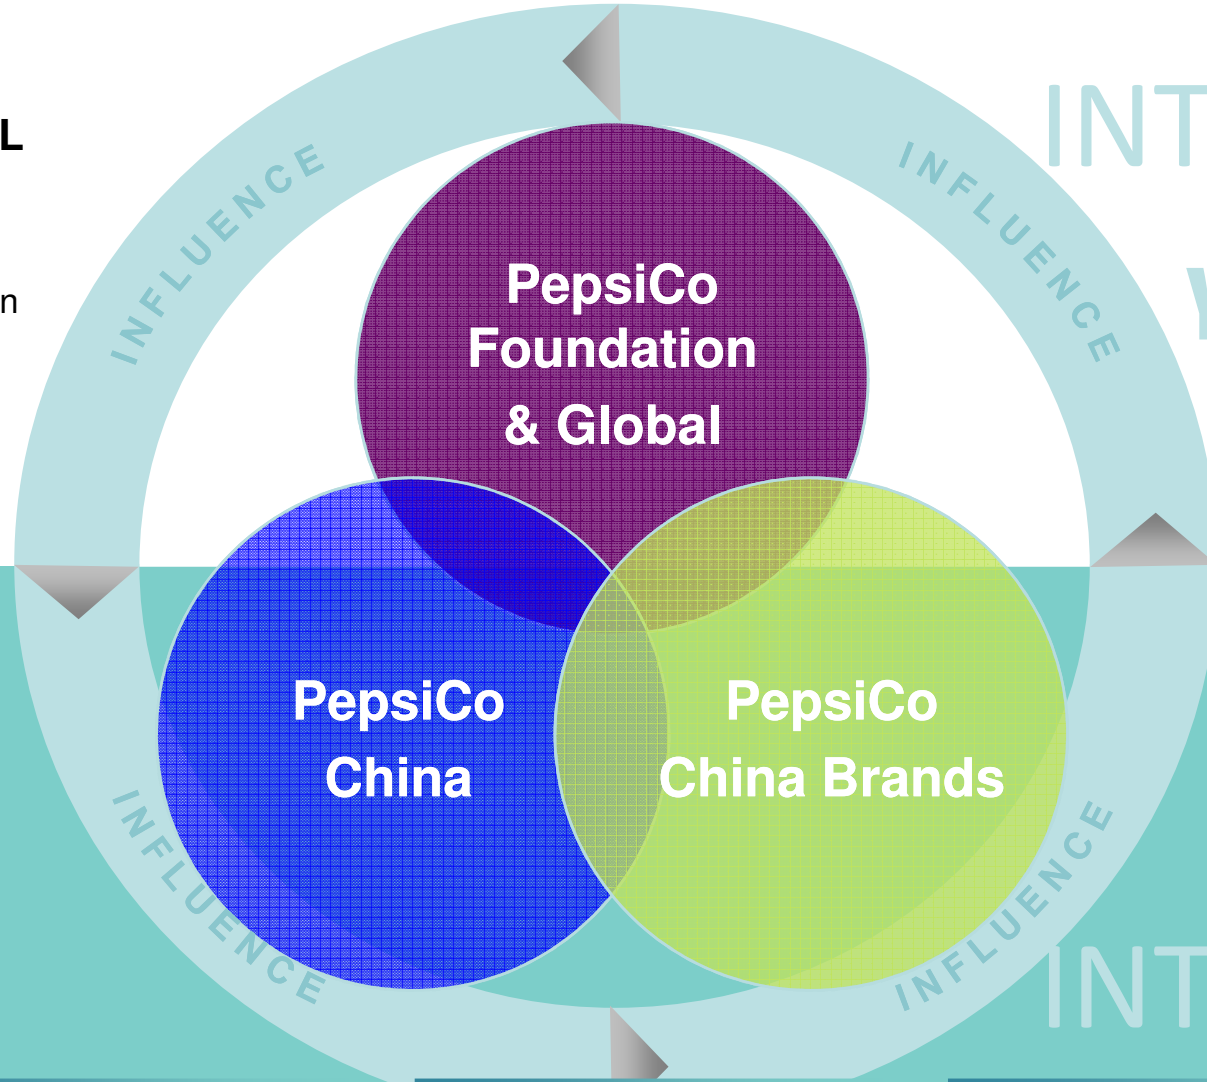 L
n
INT
INFLUENCE
INFLUENCE
PepsiCo
Foundation
& Global
PepsiCo
China
PepsiCo
China Brands
INFLUENCE
INFLUENCE
INT